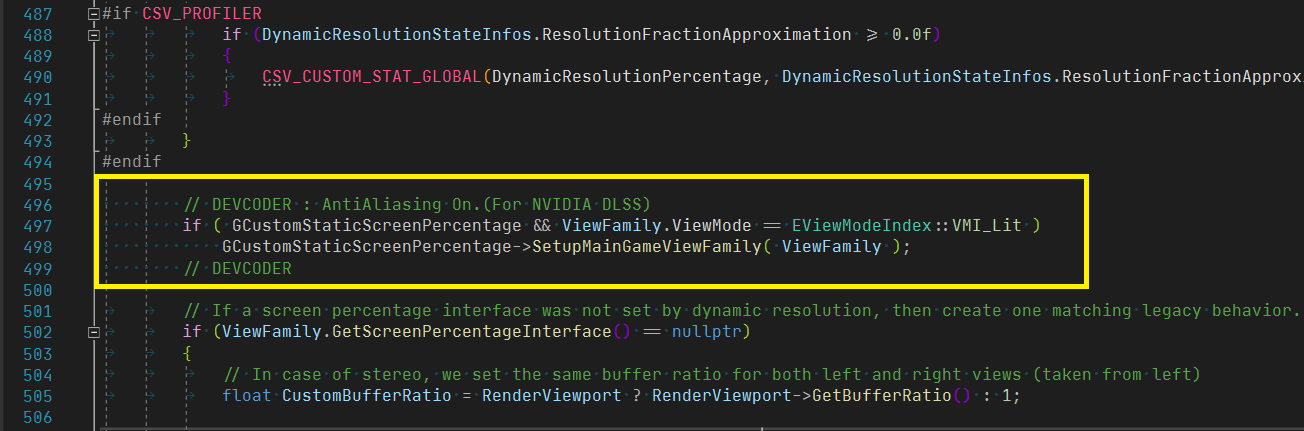 487 #if CSV_PROFILER
488 if (DynamicResolutionStateInfos.ResolutionFractionApproximation >= 0.0f)
489 {
490 CSV_CUSTOM_STAT_GLOBAL(DynamicResolutionPercentage, DynamicResolutionStateInfos.ResolutionFractionApproxi
491 }
492 #endif
493 }
494 #endif
495
496 // DEVCODER : AntiAliasing On.(For NVIDIA DLSS)
497 if ( GCustomStaticScreenPercentage && ViewFamily.ViewMode == EViewModeIndex::VMI_Lit )
498 GCustomStaticScreenPercentage->SetupMainGameViewFamily( ViewFamily );
499 // DEVCODER
500
501 // If a screen percentage interface was not set by dynamic resolution, then create one matching legacy behavior.
502 if (ViewFamily.GetScreenPercentageInterface() == nullptr)
503 {
504 // In case of stereo, we set the same buffer ratio for both left and right views (taken from left)
505 float CustomBufferRatio = RenderViewport ? RenderViewport->GetBufferRatio() : 1;
506